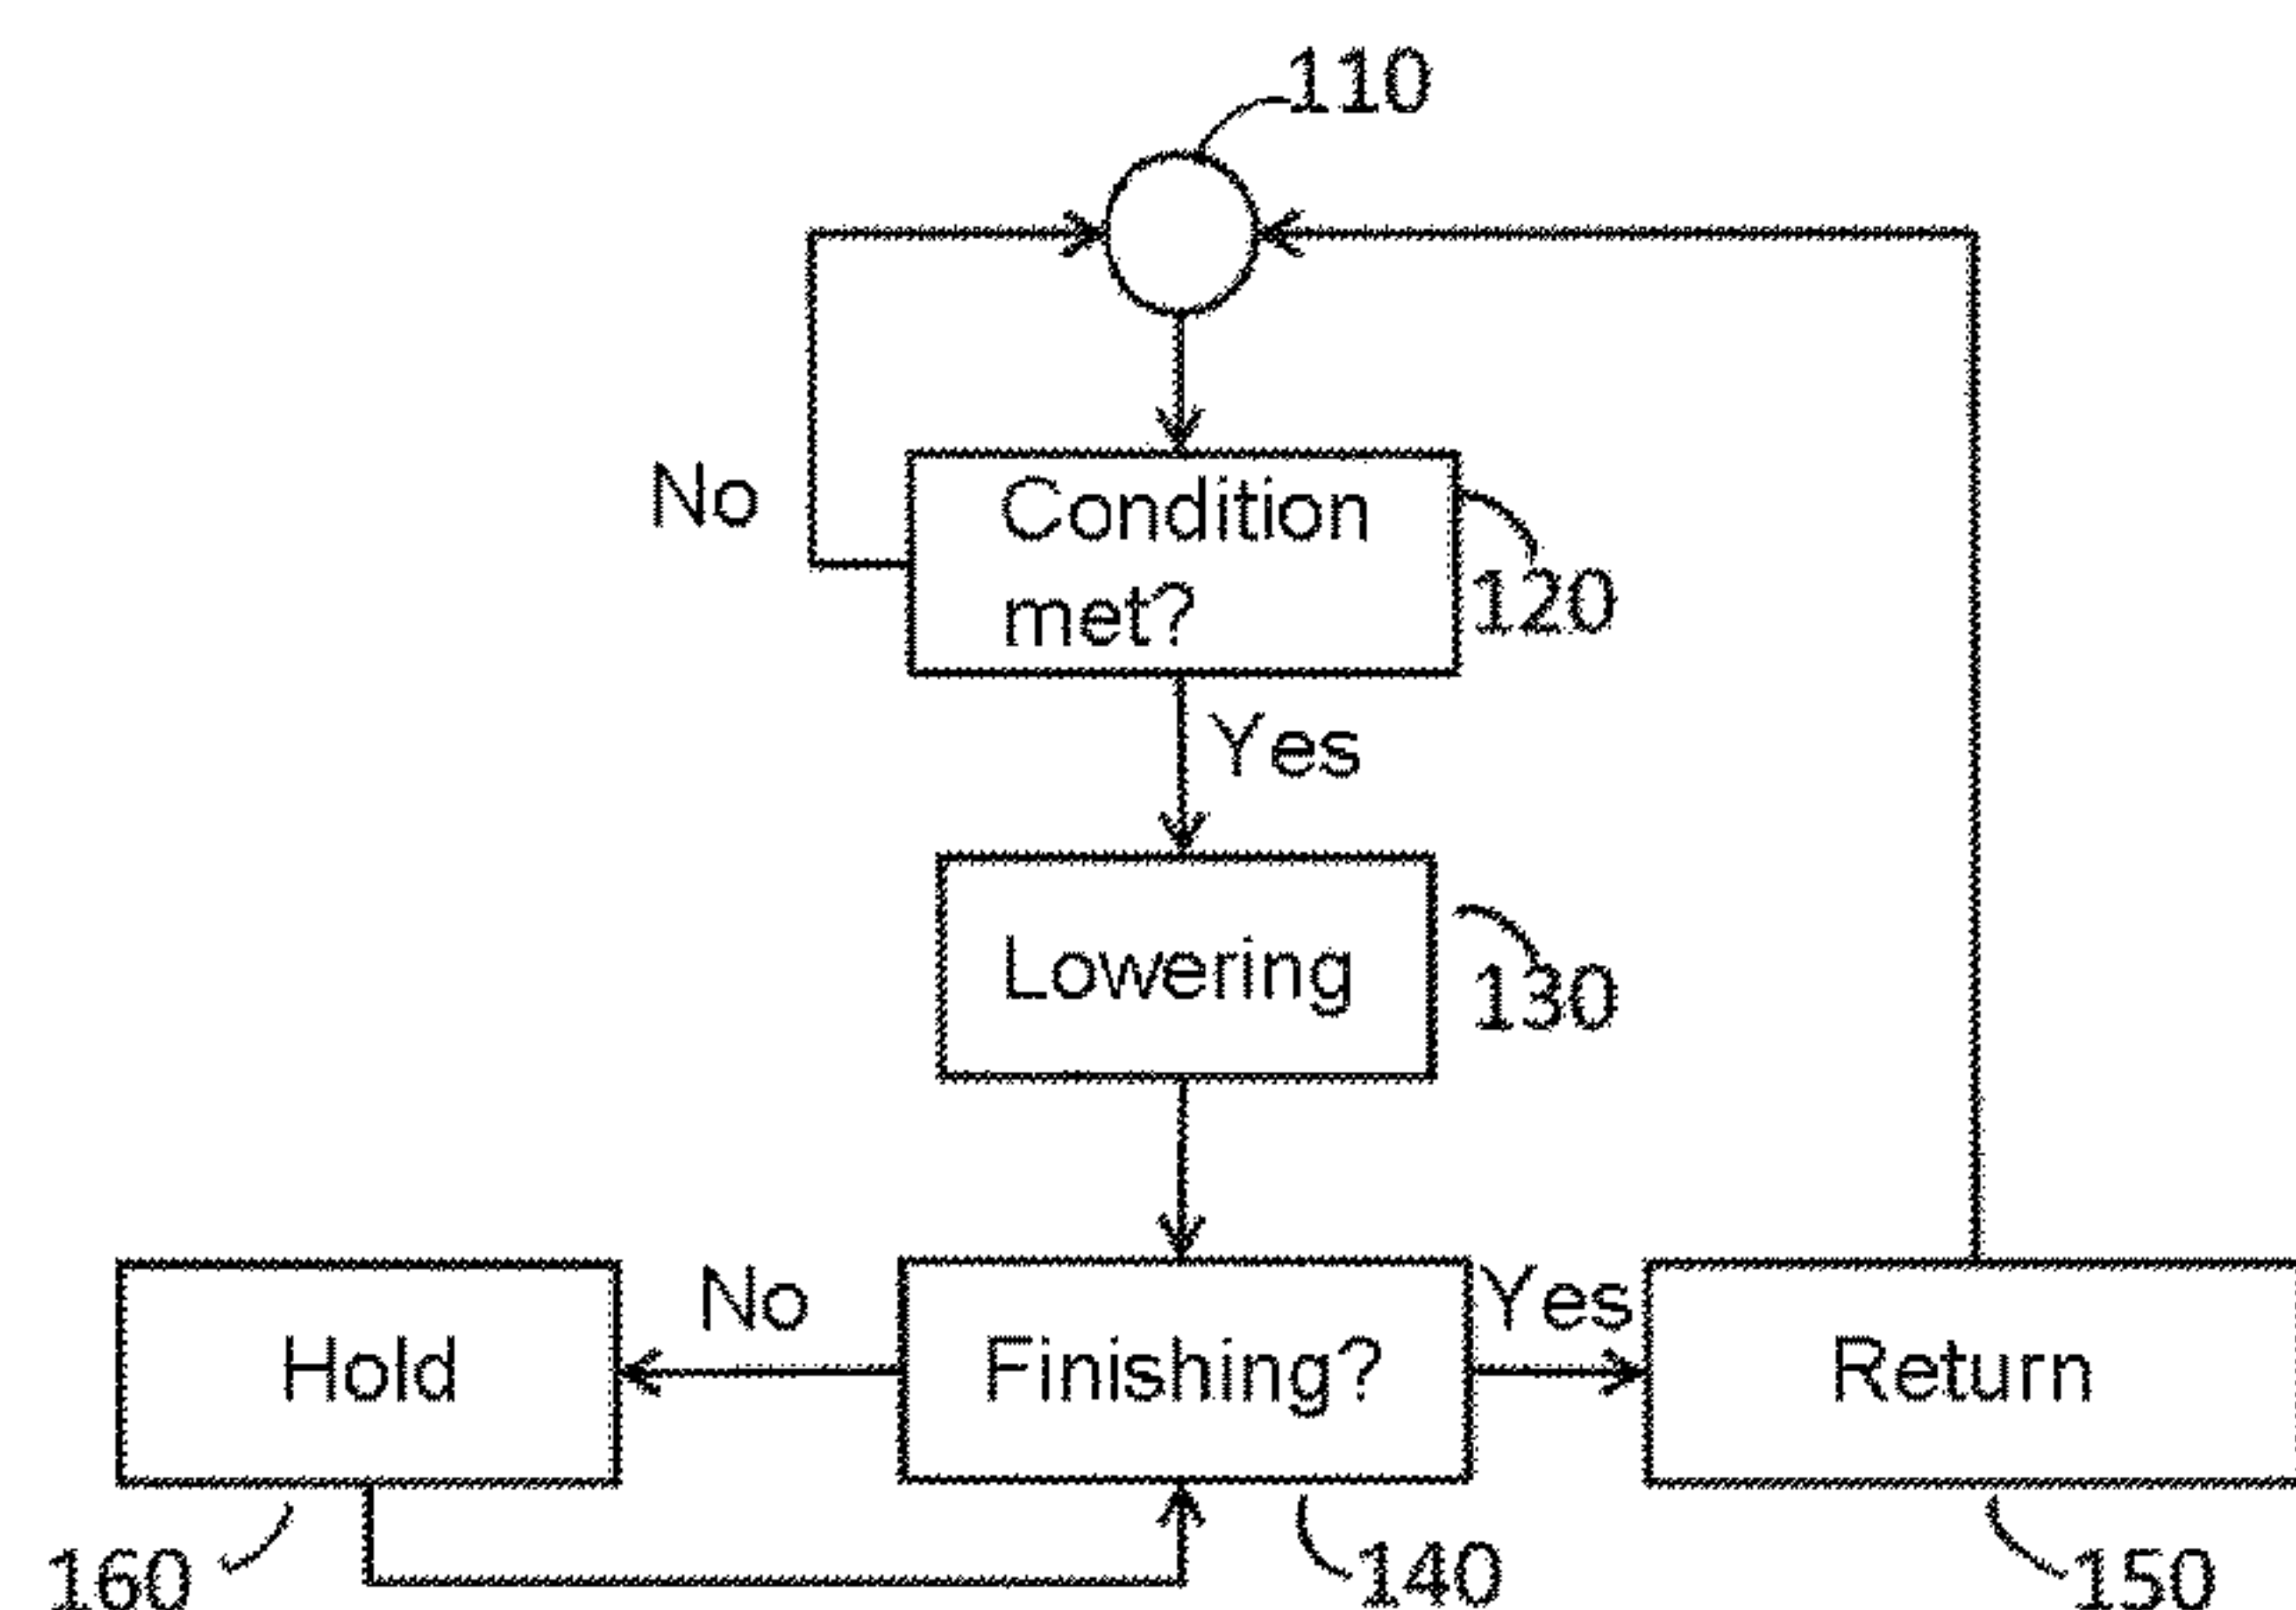 110
No
Condition
met?
120
Yes
Lowering
130
Hold
No
Finishing?
Yes
Return
160
140
150